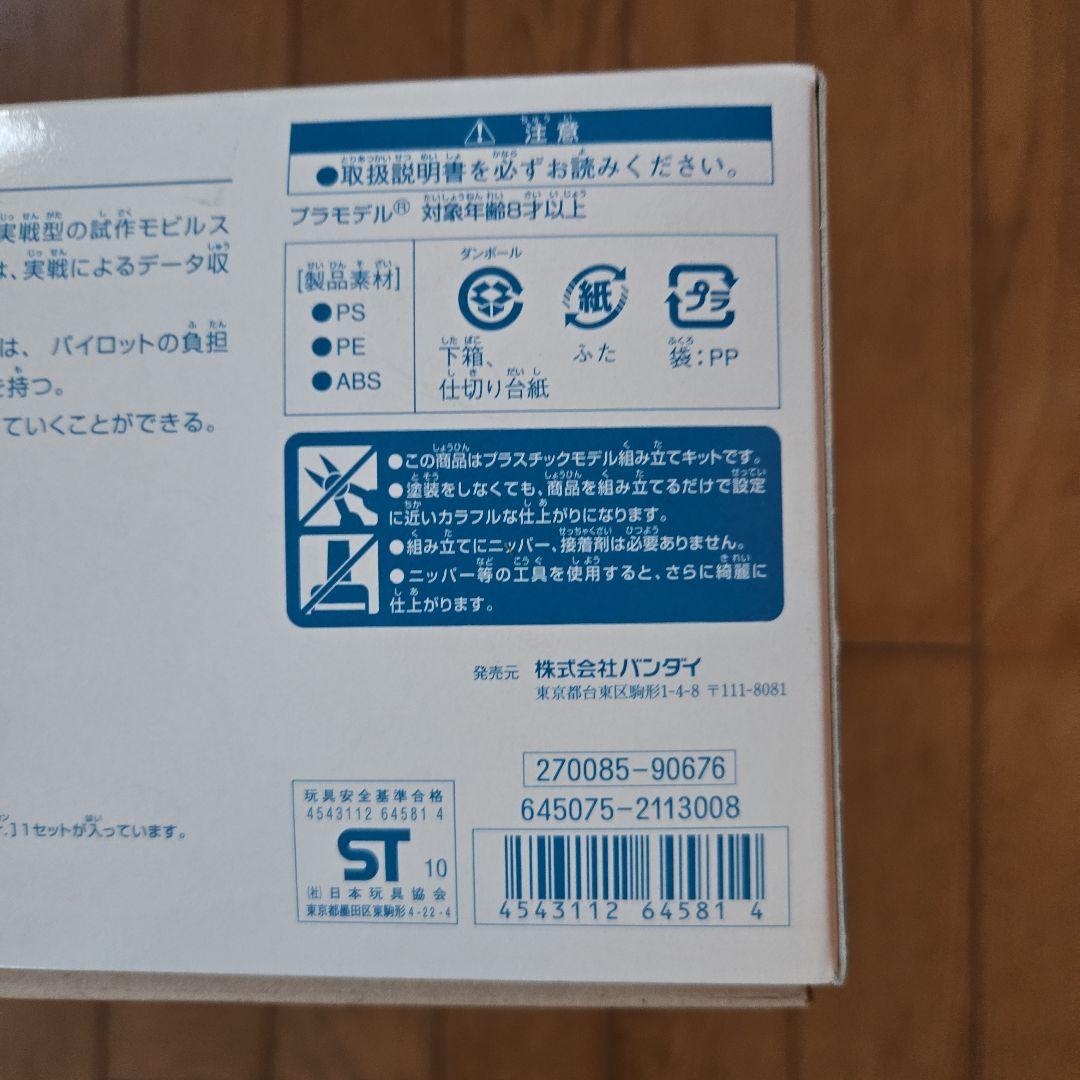 実戦型の試作モビルス
は、実戦によるデータ収
は、パイロットの負担
を持つ。
ていくことができる。
.11セットが入っています。
⚠ 注意
●取扱説明書を必ずお読みください。
プラモデル® 対象年齢8才以上
[製品素材]
●PS
●PE
●ABS
ダンボール
下箱、
仕切り台紙
紙
ふた
プラ
袋:PP
●この商品はプラスチックモデル組み立てキットです。
●塗装をしなくても、商品を組み立てるだけで設定
に近いカラフルな仕上がりになります。
●組み立てにニッパー、接着剤は必要ありません。
●ニッパー等の工具を使用すると、さらに綺麗に
仕上がります。
発売元 株式会社バンダイ
東京都台東区駒形1-4-8 〒111-8081
270085-90676
645075-2113008
玩具安全基準合格
4543112 64581 4
ST 10
(社)日本玩具協会
東京都墨田区東駒形4-22-4
4543112 64581 4